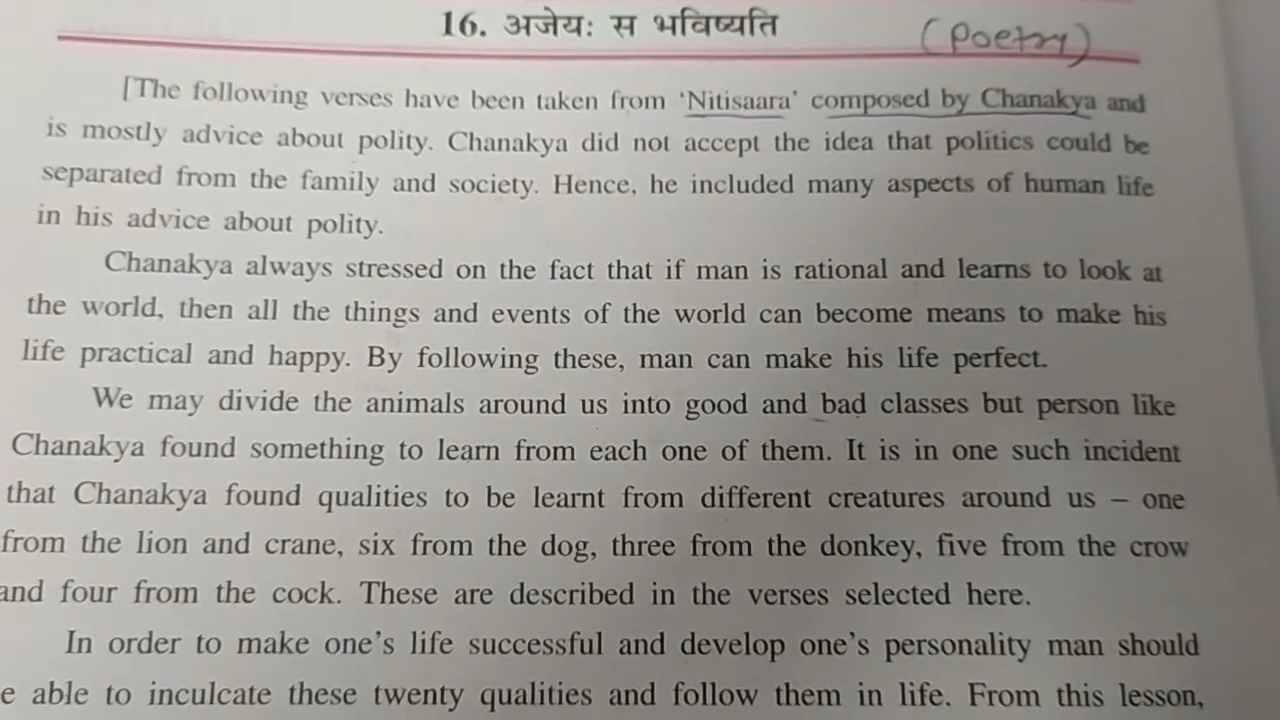 16. अजेयः स भविष्यति (Poetry)
[The following verses have been taken from ‘Nitisaara’ composed by Chanakya and
is mostly advice about polity. Chanakya did not accept the idea that politics could be
separated from the family and society. Hence, he included many aspects of human life
in his advice about polity.
Chanakya always stressed on the fact that if man is rational and learns to look at
the world, then all the things and events of the world can become means to make his
life practical and happy. By following these, man can make his life perfect.
We may divide the animals around us into good and bad classes but person like
Chanakya found something to learn from each one of them. It is in one such incident
that Chanakya found qualities to be learnt from different creatures around us – one
from the lion and crane, six from the dog, three from the donkey, five from the crow
and four from the cock. These are described in the verses selected here.
In order to make one’s life successful and develop one’s personality man should
e able to inculcate these twenty qualities and follow them in life. From this lesson,